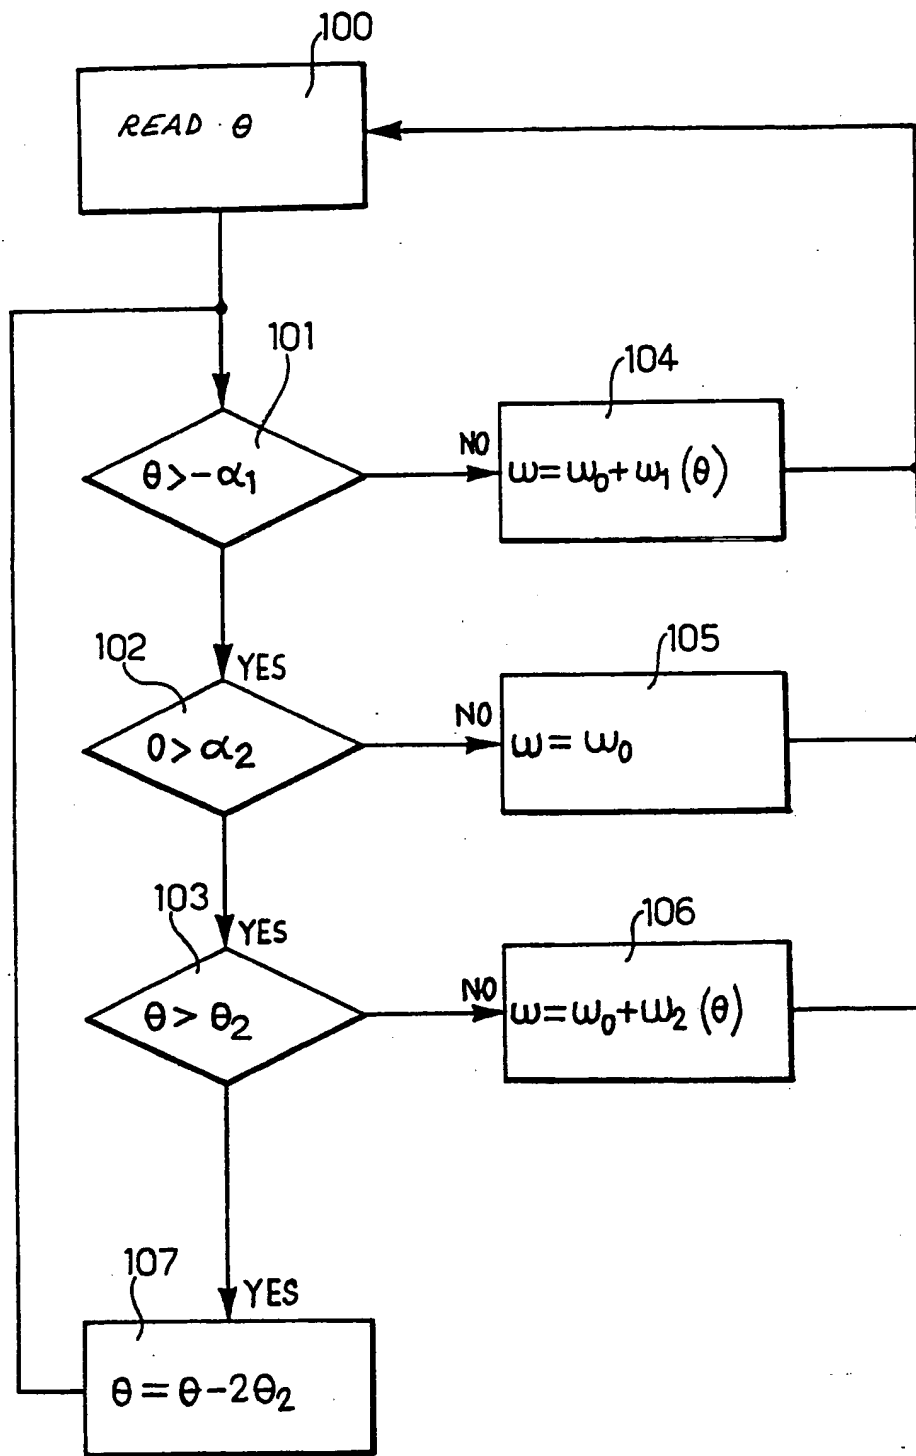 100
READ θ
101
θ > -α₁
NO
104
ω = ω₀ + ω₁ (θ)
YES
102
0 > α₂
NO
105
ω = ω₀
YES
103
θ > θ₂
NO
106
ω = ω₀ + ω₂ (θ)
YES
107
θ = θ - 2θ₂